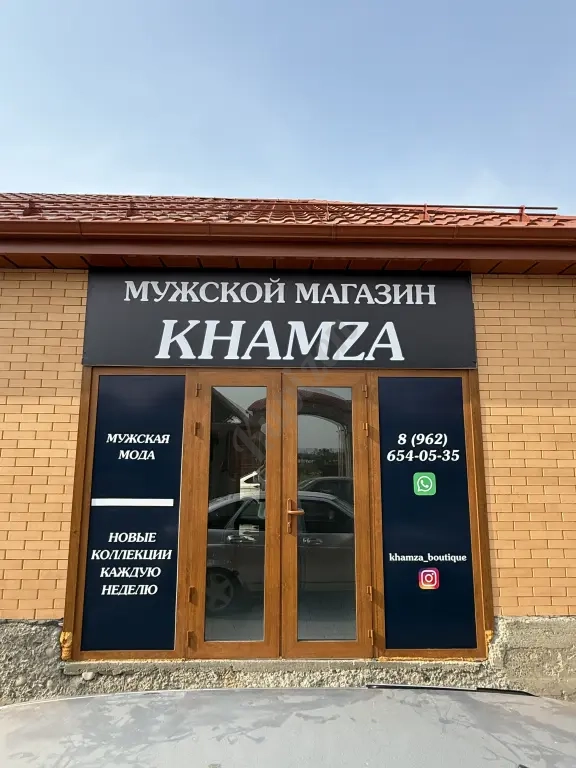 МУЖСКОЙ МАГАЗИН
KHAMZA
МУЖСКАЯ
МОДА
НОВЫЕ
КОЛЛЕКЦИИ
КАЖДУЮ
НЕДЕЛЮ
8 (962)
654-05-35
khamza_boutique